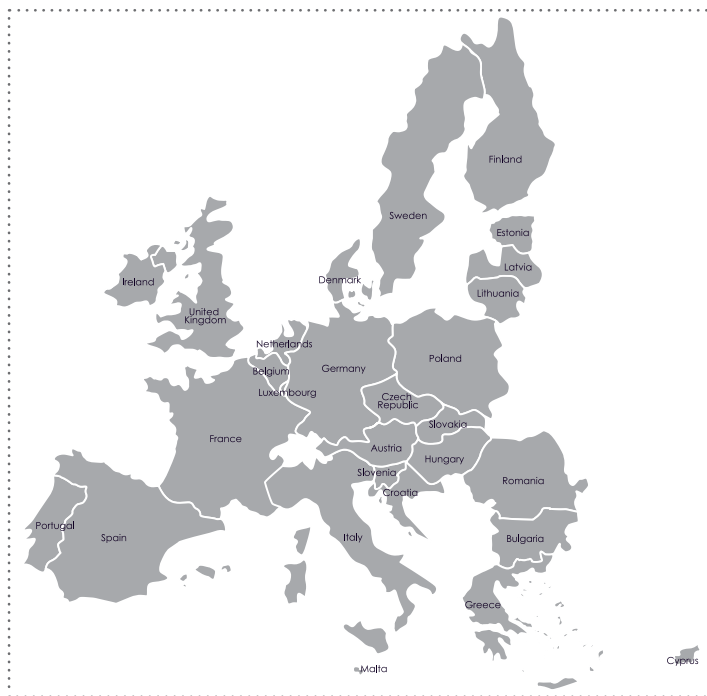 Finland
Sweden
Estonia
Latvia
Denmark
Ireland
Lithuania
United
Kingdom
Netherlands
Poland
Germany
Belgium
Luxembourg
Czech
Republic
Slovakia
France
Austria
Hungary
Slovenia
Romania
Croatia
Portugal
Spain
Italy
Bulgaria
Greece
Cyprus
Malta